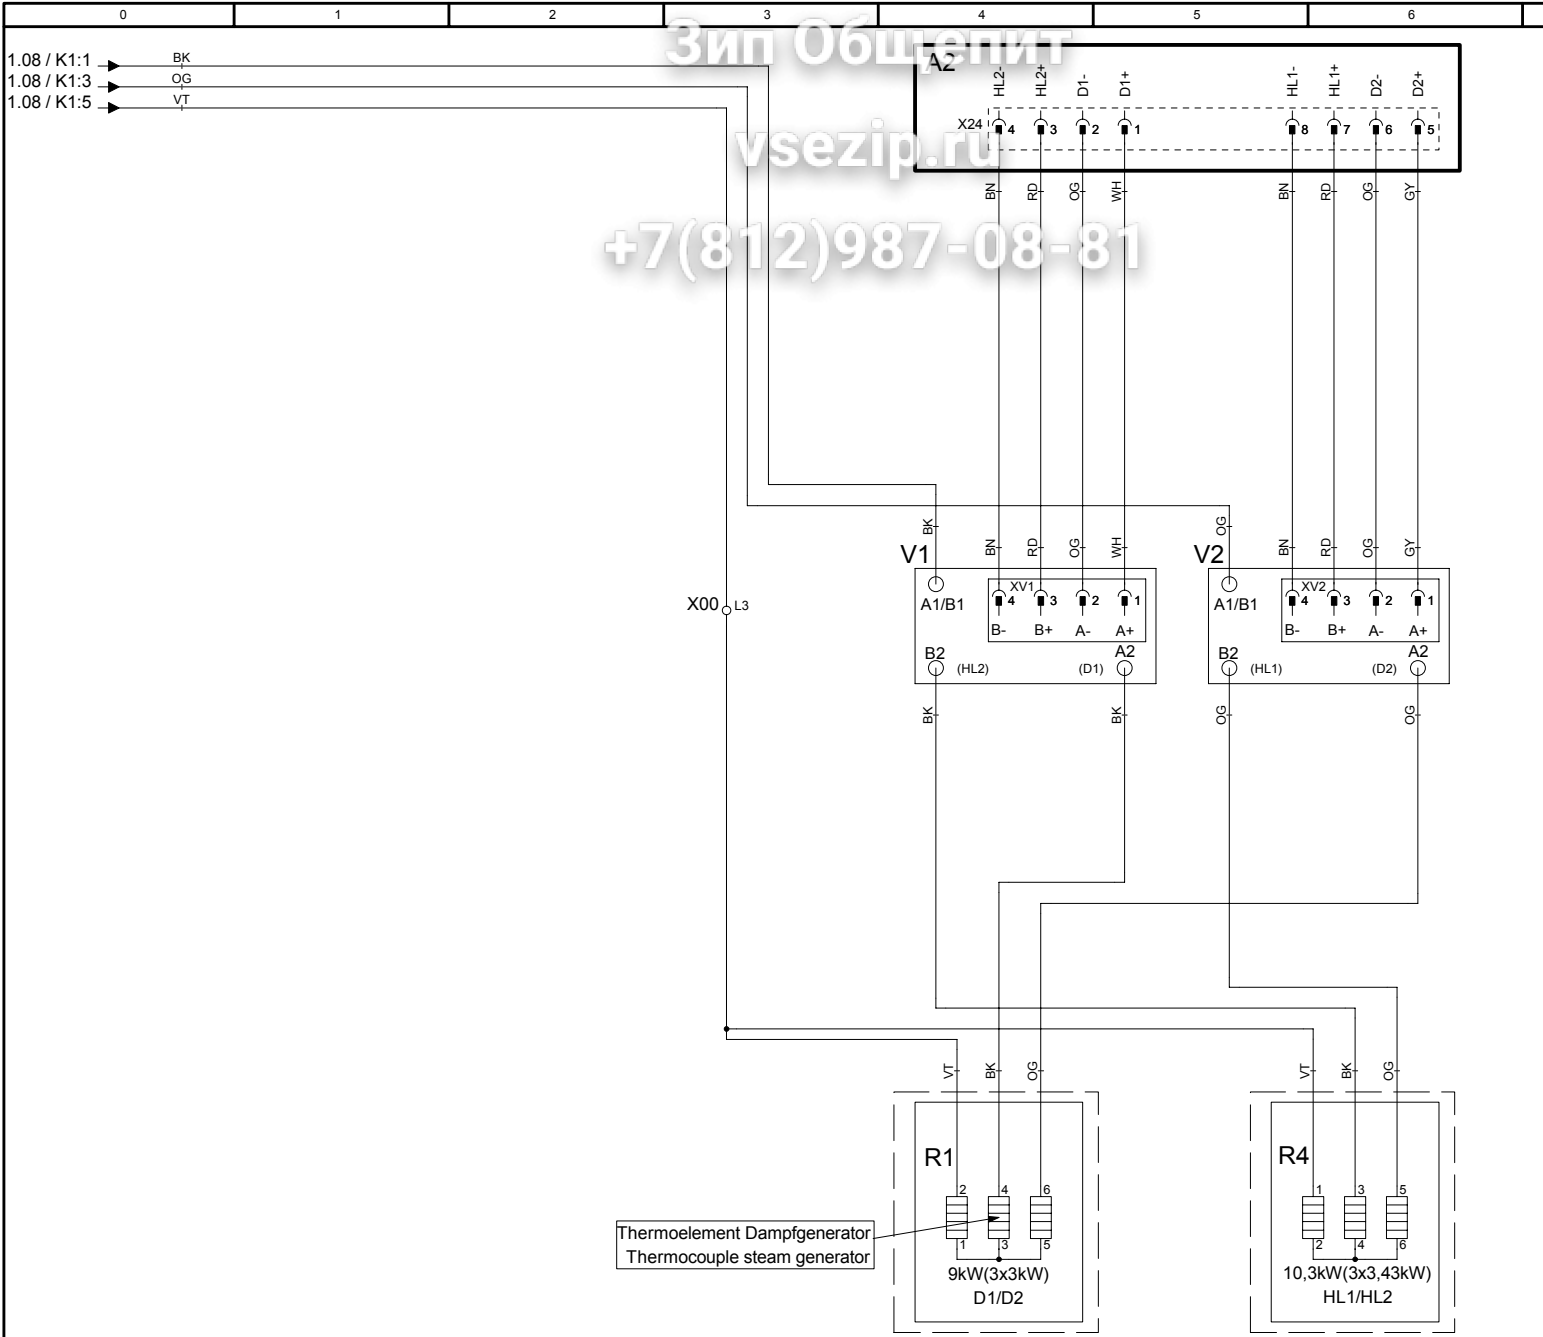 0 1 2 3 4 5 6
Зип Общепит
1.08 / K1:1 BK
1.08 / K1:3 OG
1.08 / K1:5 VT
A2
HL2- HL2+ D1- D1+ HL1- HL1+ D2- D2+
X24 4 3 2 1 8 7 6 5
vsezip.ru
BN RD OG WH BN RD OG GY
+7(812)987-08-81
BK BN RD OG WH OG BN RD OG GY
V1 V2
XV1 XV2
4 3 2 1 4 3 2 1
X00 L3 A1/B1 A1/B1
B- B+ A- A+ B- B+ A- A+
B2 A2 B2 A2
(HL2) (D1) (HL1) (D2)
BK BK OG OG
VT BK OG VT BK OG
R1 R4
2 4 6 1 3 5
Thermoelement Dampfgenerator
Thermocouple steam generator
1 3 5 2 4 6
9kW(3x3kW) 10,3kW(3x3,43kW)
D1/D2 HL1/HL2